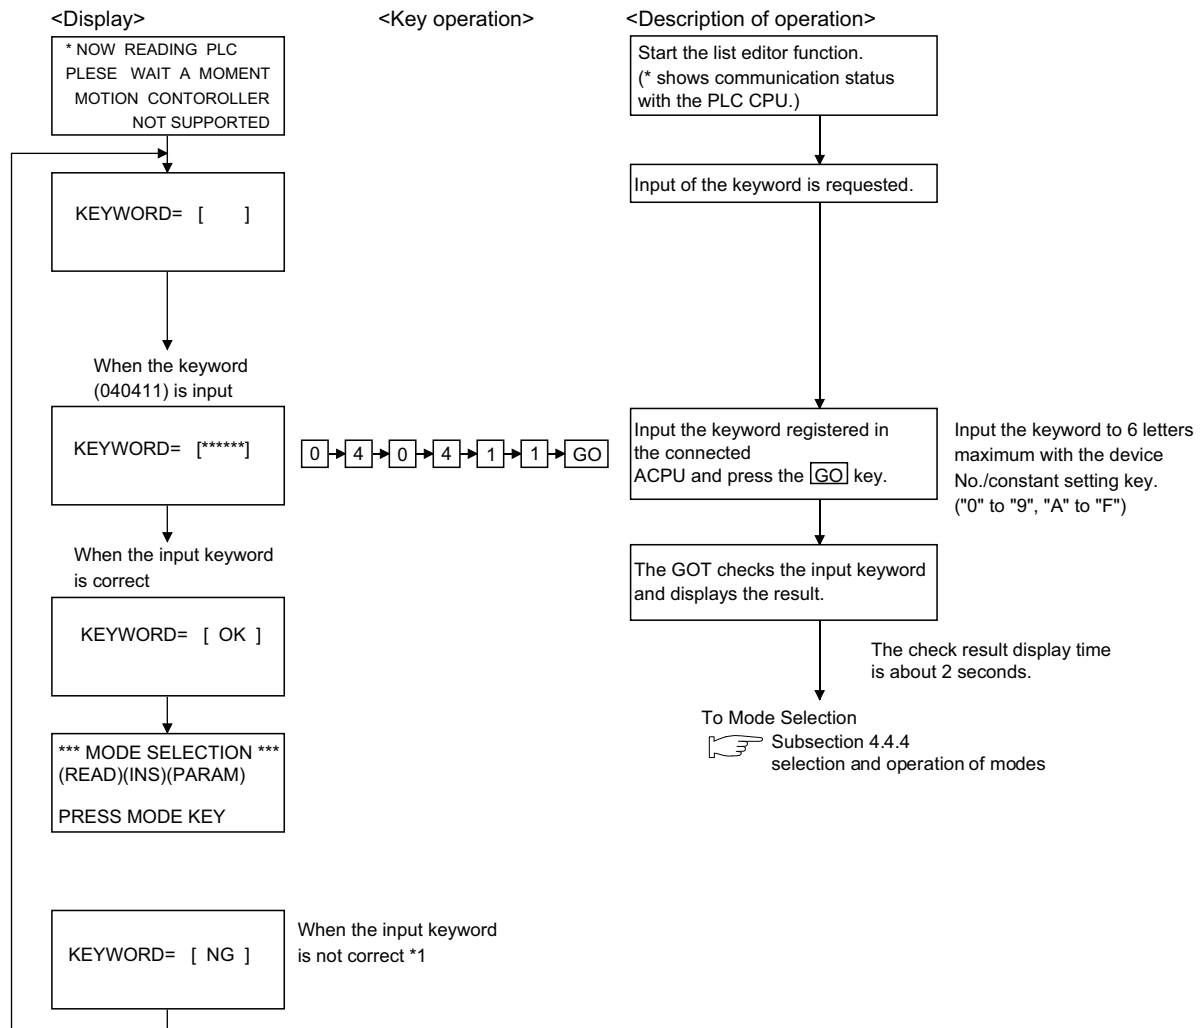 <Display>
<Key operation>
<Description of operation>
* NOW READING PLC
PLESE WAIT A MOMENT
MOTION CONTOROLLER
NOT SUPPORTED
Start the list editor function.
(* shows communication status
with the PLC CPU.)
KEYWORD= [ ]
Input of the keyword is requested.
When the keyword
(040411) is input
KEYWORD= [******]
0 4 0 4 1 1 GO
Input the keyword registered in
the connected
ACPU and press the GO key.
Input the keyword to 6 letters
maximum with the device
No./constant setting key.
("0" to "9", "A" to "F")
When the input keyword
is correct
The GOT checks the input keyword
and displays the result.
KEYWORD= [ OK ]
The check result display time
is about 2 seconds.
To Mode Selection
Subsection 4.4.4
selection and operation of modes
*** MODE SELECTION ***
(READ)(INS)(PARAM)
PRESS MODE KEY
KEYWORD= [ NG ]
When the input keyword
is not correct *1